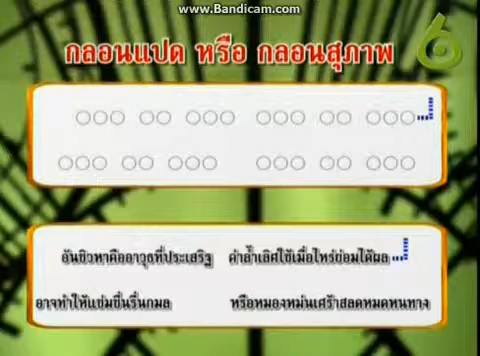 www.Bandicam.com
6
กลอนแปด หรือ กลอนสุภาพ
อันชิวหาคืออาวุธที่ประเสริฐ คำล้ำเลิศใช้เมื่อไหร่ย่อมได้ผล
อาจทำให้แช่มชื่นรื่นกมล หรือหมองหม่นเศร้าสลดหมดหนทาง